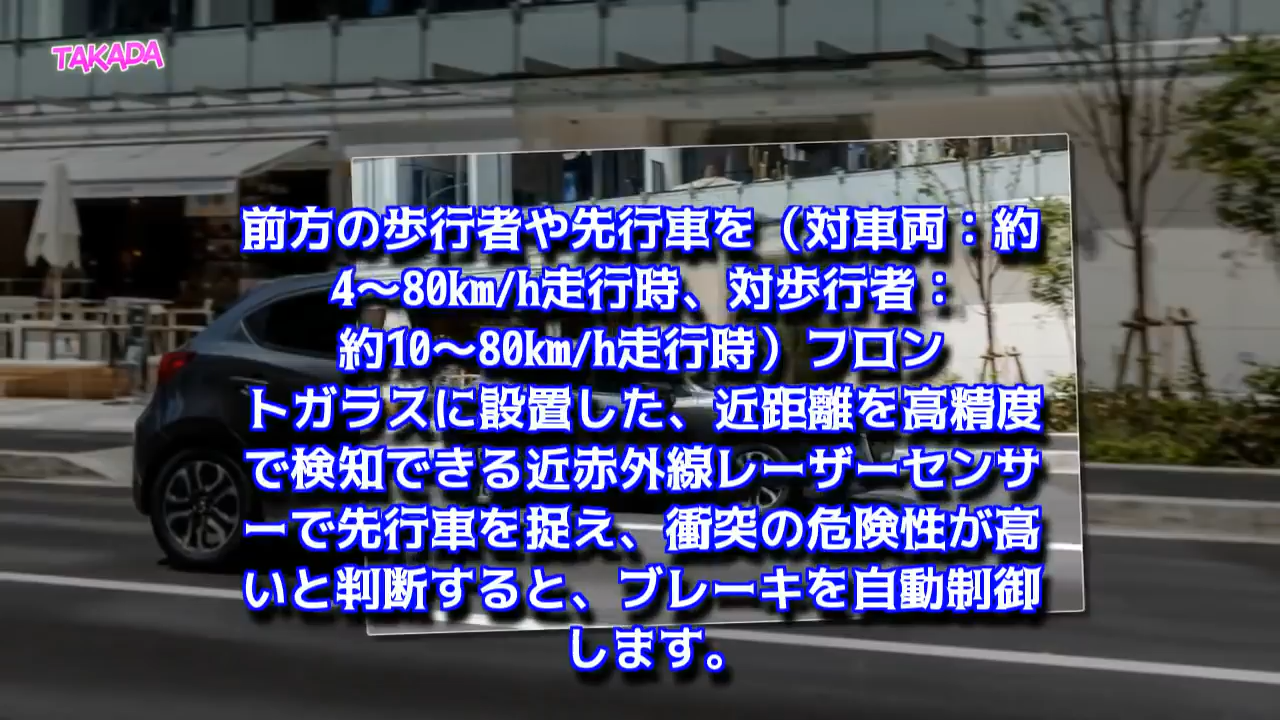 TAKADA
前方の歩行者や先行車を（対車両：約
4～80km/h走行時、対歩行者：
約10～80km/h走行時）フロン
トガラスに設置した、近距離を高精度
で検知できる近赤外線レーザーセンサ
ーで先行車を捉え、衝突の危険性が高
いと判断すると、ブレーキを自動制御
します。